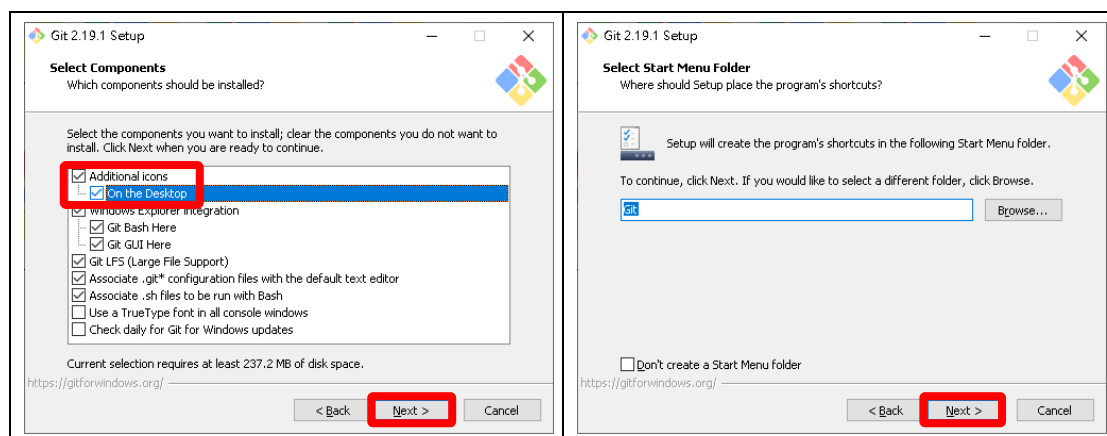 Git 2.19.1 Setup
Select Components
Which components should be installed?
Select the components you want to install; clear the components you do not want to
install. Click Next when you are ready to continue.
Additional icons
On the Desktop
Windows Explorer integration
Git Bash Here
Git GUI Here
Git LFS (Large File Support)
Associate .git* configuration files with the default text editor
Associate .sh files to be run with Bash
Use a TrueType font in all console windows
Check daily for Git for Windows updates
Current selection requires at least 237.2 MB of disk space.
https://gitforwindows.org/
< Back
Next >
Cancel
Git 2.19.1 Setup
Select Start Menu Folder
Where should Setup place the program's shortcuts?
Setup will create the program's shortcuts in the following Start Menu folder.
To continue, click Next. If you would like to select a different folder, click Browse.
Git
Browse...
Don't create a Start Menu folder
https://gitforwindows.org/
< Back
Next >
Cancel